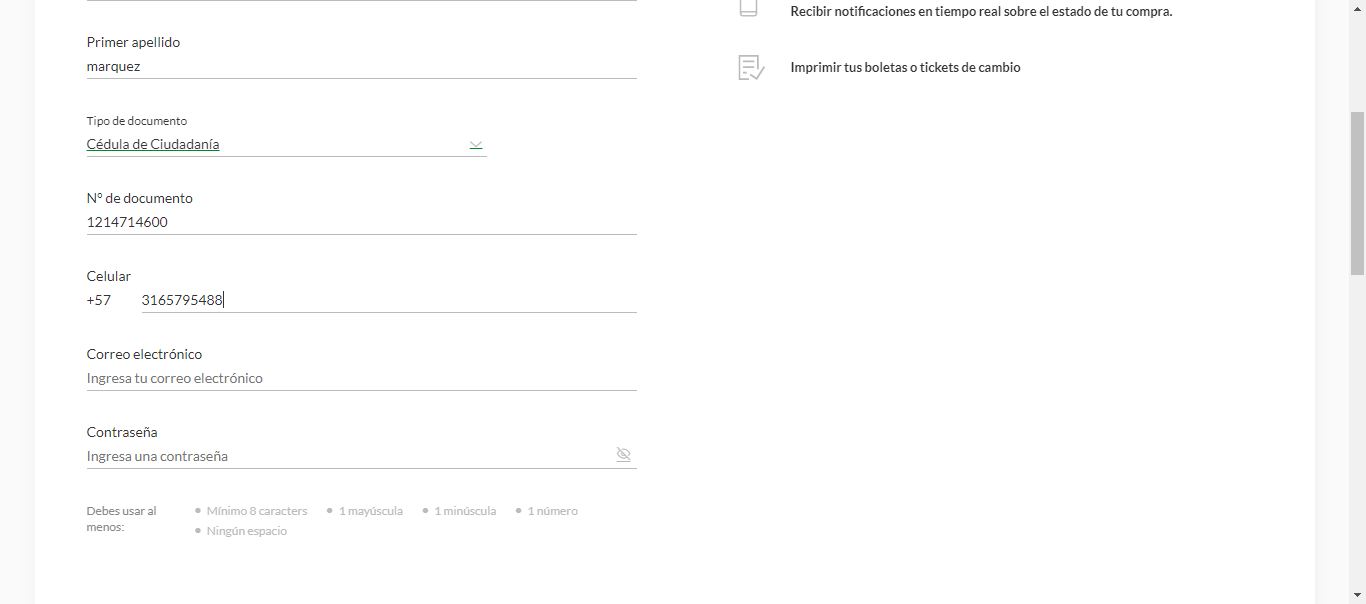 Primer apellido
marquez
Tipo de documento
Cédula de Ciudadanía
Nº de documento
1214714600
Celular
+57 3165795488
Correo electrónico
Ingresa tu correo electrónico
Contraseña
Ingresa una contraseña
Debes usar al menos:
• Mínimo 8 caracters • 1 mayúscula • 1 minúscula • 1 número
• Ningún espacio
Recibir notificaciones en tiempo real sobre el estado de tu compra.
Imprimir tus boletas o tickets de cambio